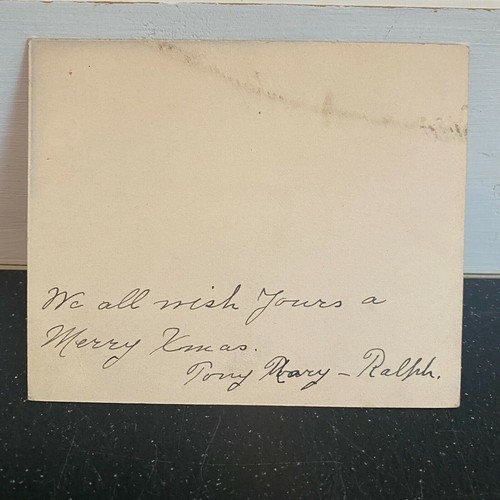 We all wish Yours a
Merry Xmas.
Tony Mary - Ralph.